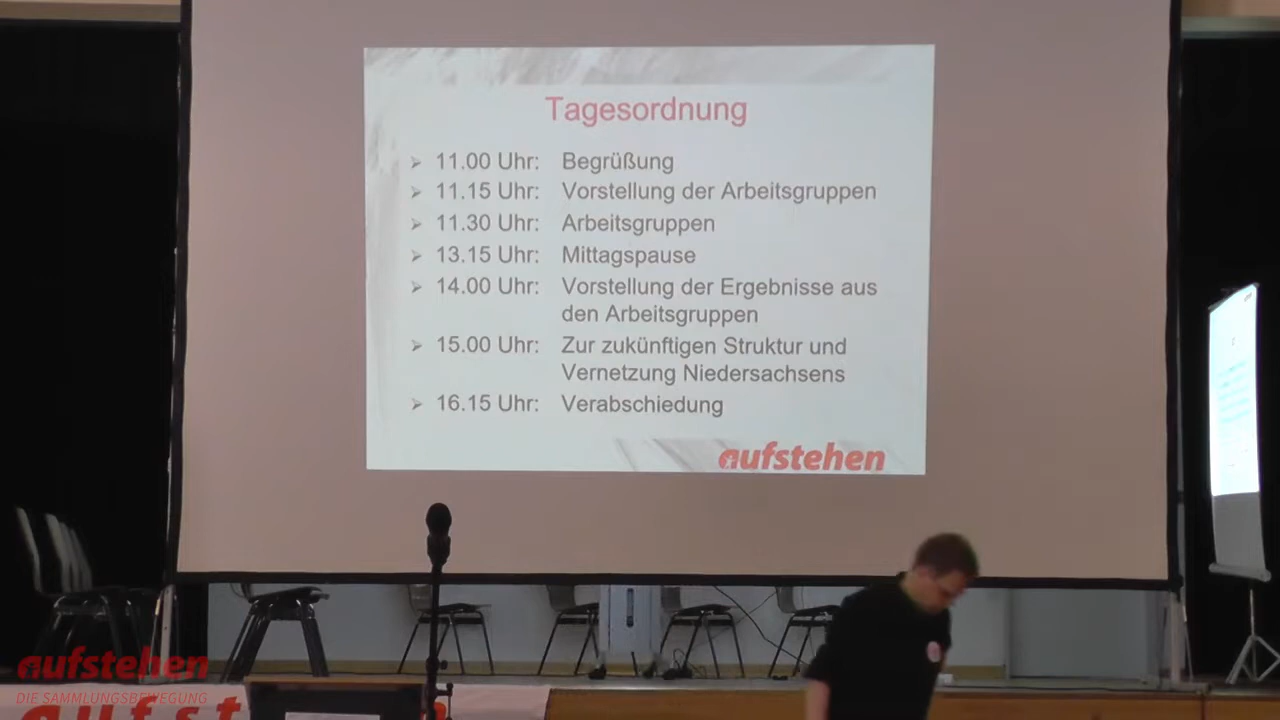 Tagesordnung
➢ 11.00 Uhr: Begrüßung
➢ 11.15 Uhr: Vorstellung der Arbeitsgruppen
➢ 11.30 Uhr: Arbeitsgruppen
➢ 13.15 Uhr: Mittagspause
➢ 14.00 Uhr: Vorstellung der Ergebnisse aus
den Arbeitsgruppen
➢ 15.00 Uhr: Zur zukünftigen Struktur und
Vernetzung Niedersachsens
➢ 16.15 Uhr: Verabschiedung
aufstehen
aufstehen
DIE SAMMLUNGSBEWEGUNG